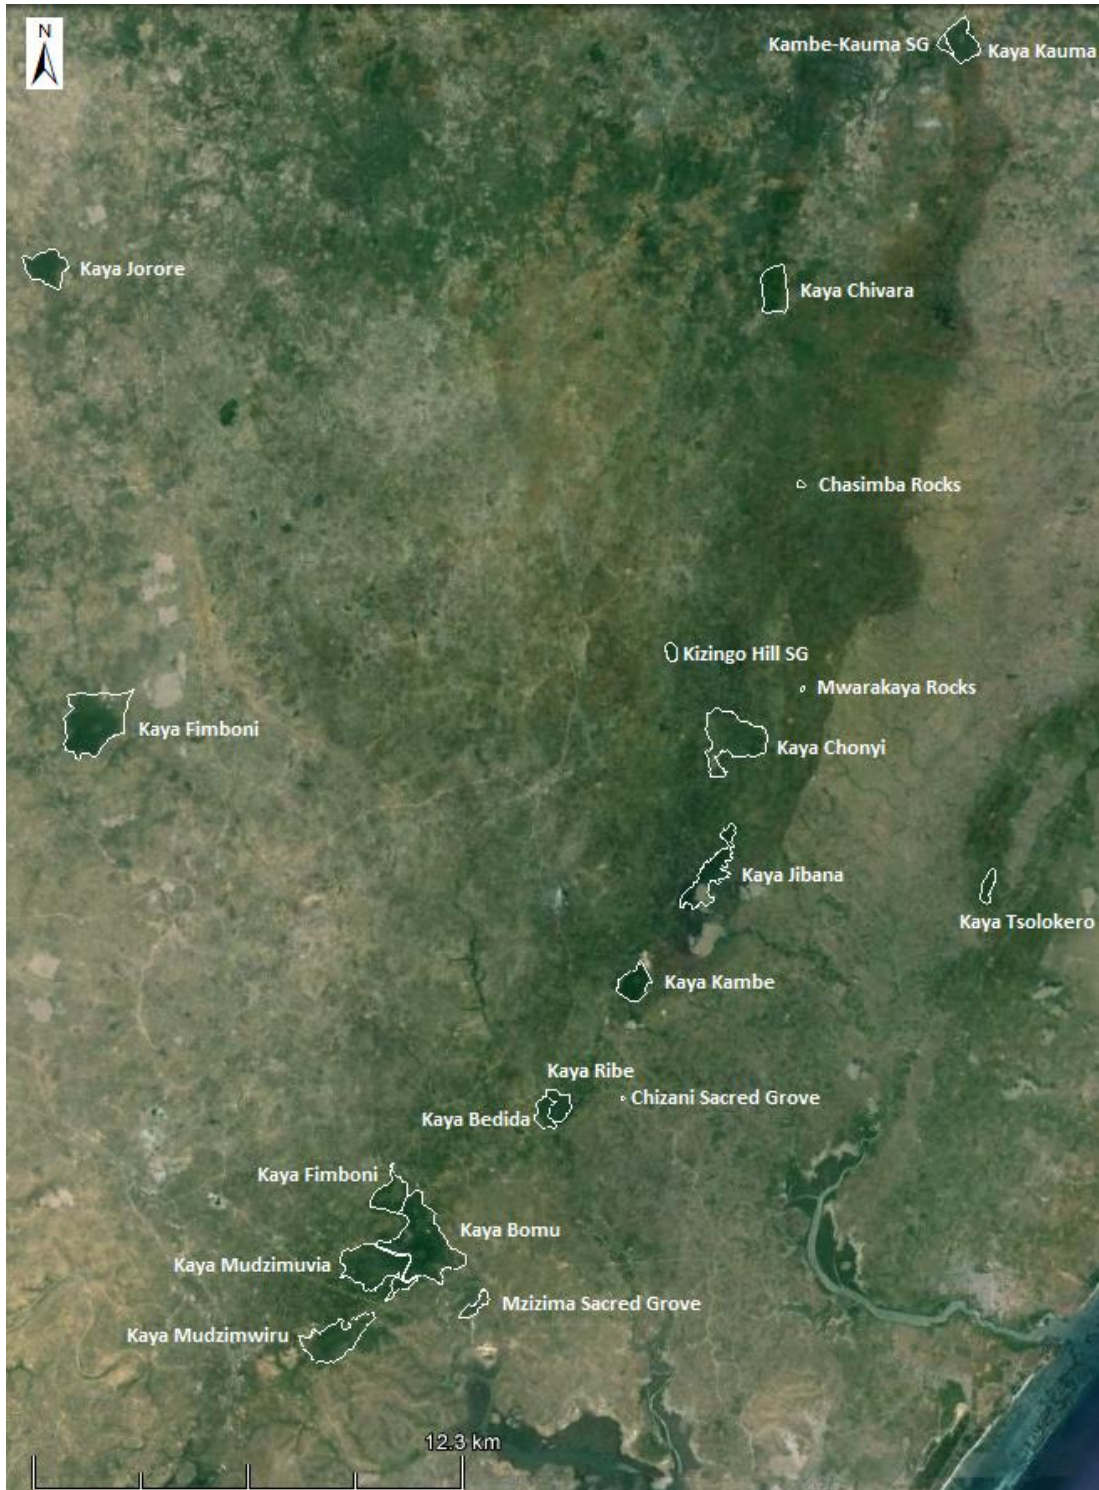 N
Kambe-Kauma SG
Kaya Kauma
Kaya Jorore
Kaya Chivara
Chasimba Rocks
Kizingo Hill SG
Mwarakaya Rocks
Kaya Fimboni
Kaya Chonyi
Kaya Jibana
Kaya Tsolokero
Kaya Kambe
Kaya Ribe
Chizani Sacred Grove
Kaya Bedida
Kaya Fimboni
Kaya Bomu
Kaya Mudzimuvia
Mzizima Sacred Grove
Kaya Mudzimwiru
12.3 km